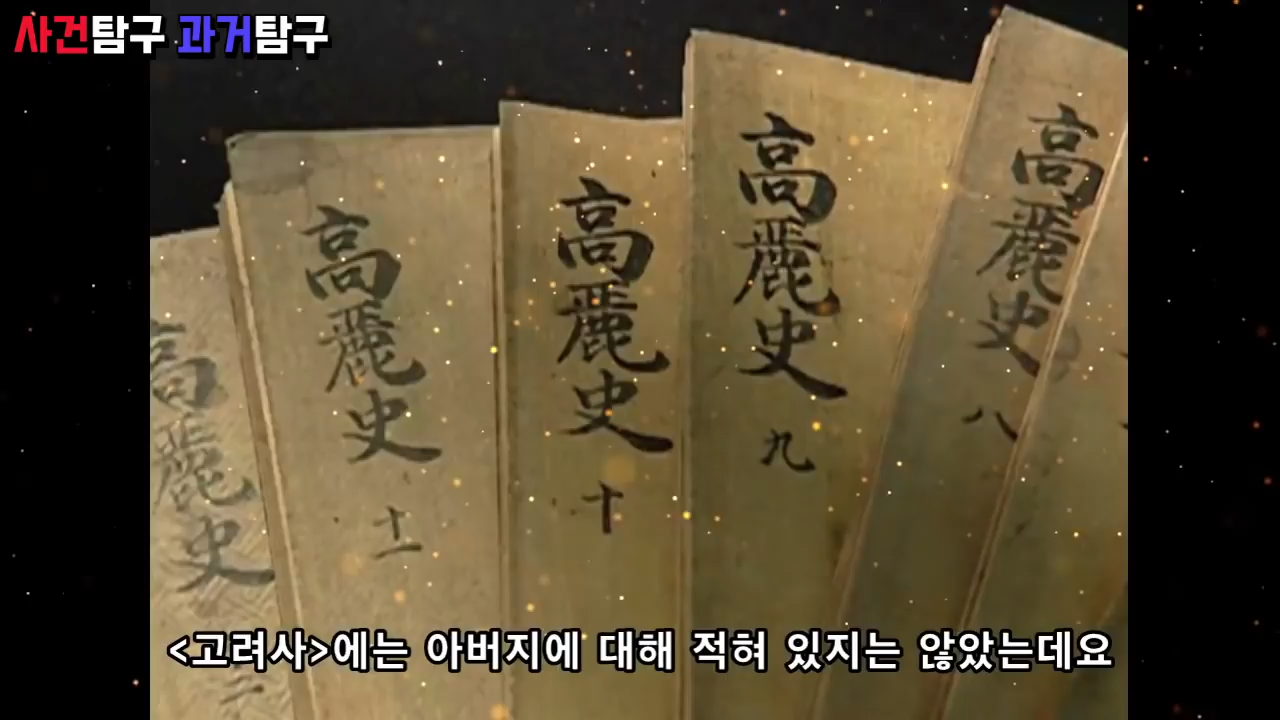 사건탐구 과거탐구
高麗史
高麗史 十一
高麗史 十
高麗史 九
高麗史 八
<고려사>에는 아버지에 대해 적혀 있지는 않았는데요